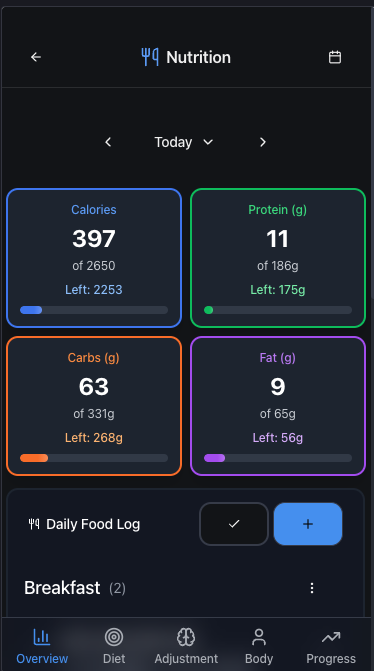 Nutrition
Today
Calories
397
of 2650
Left: 2253
Protein (g)
11
of 186g
Left: 175g
Carbs (g)
63
of 331g
Left: 268g
Fat (g)
9
of 65g
Left: 56g
Daily Food Log
Breakfast (2)
Overview Diet Adjustment Body Progress